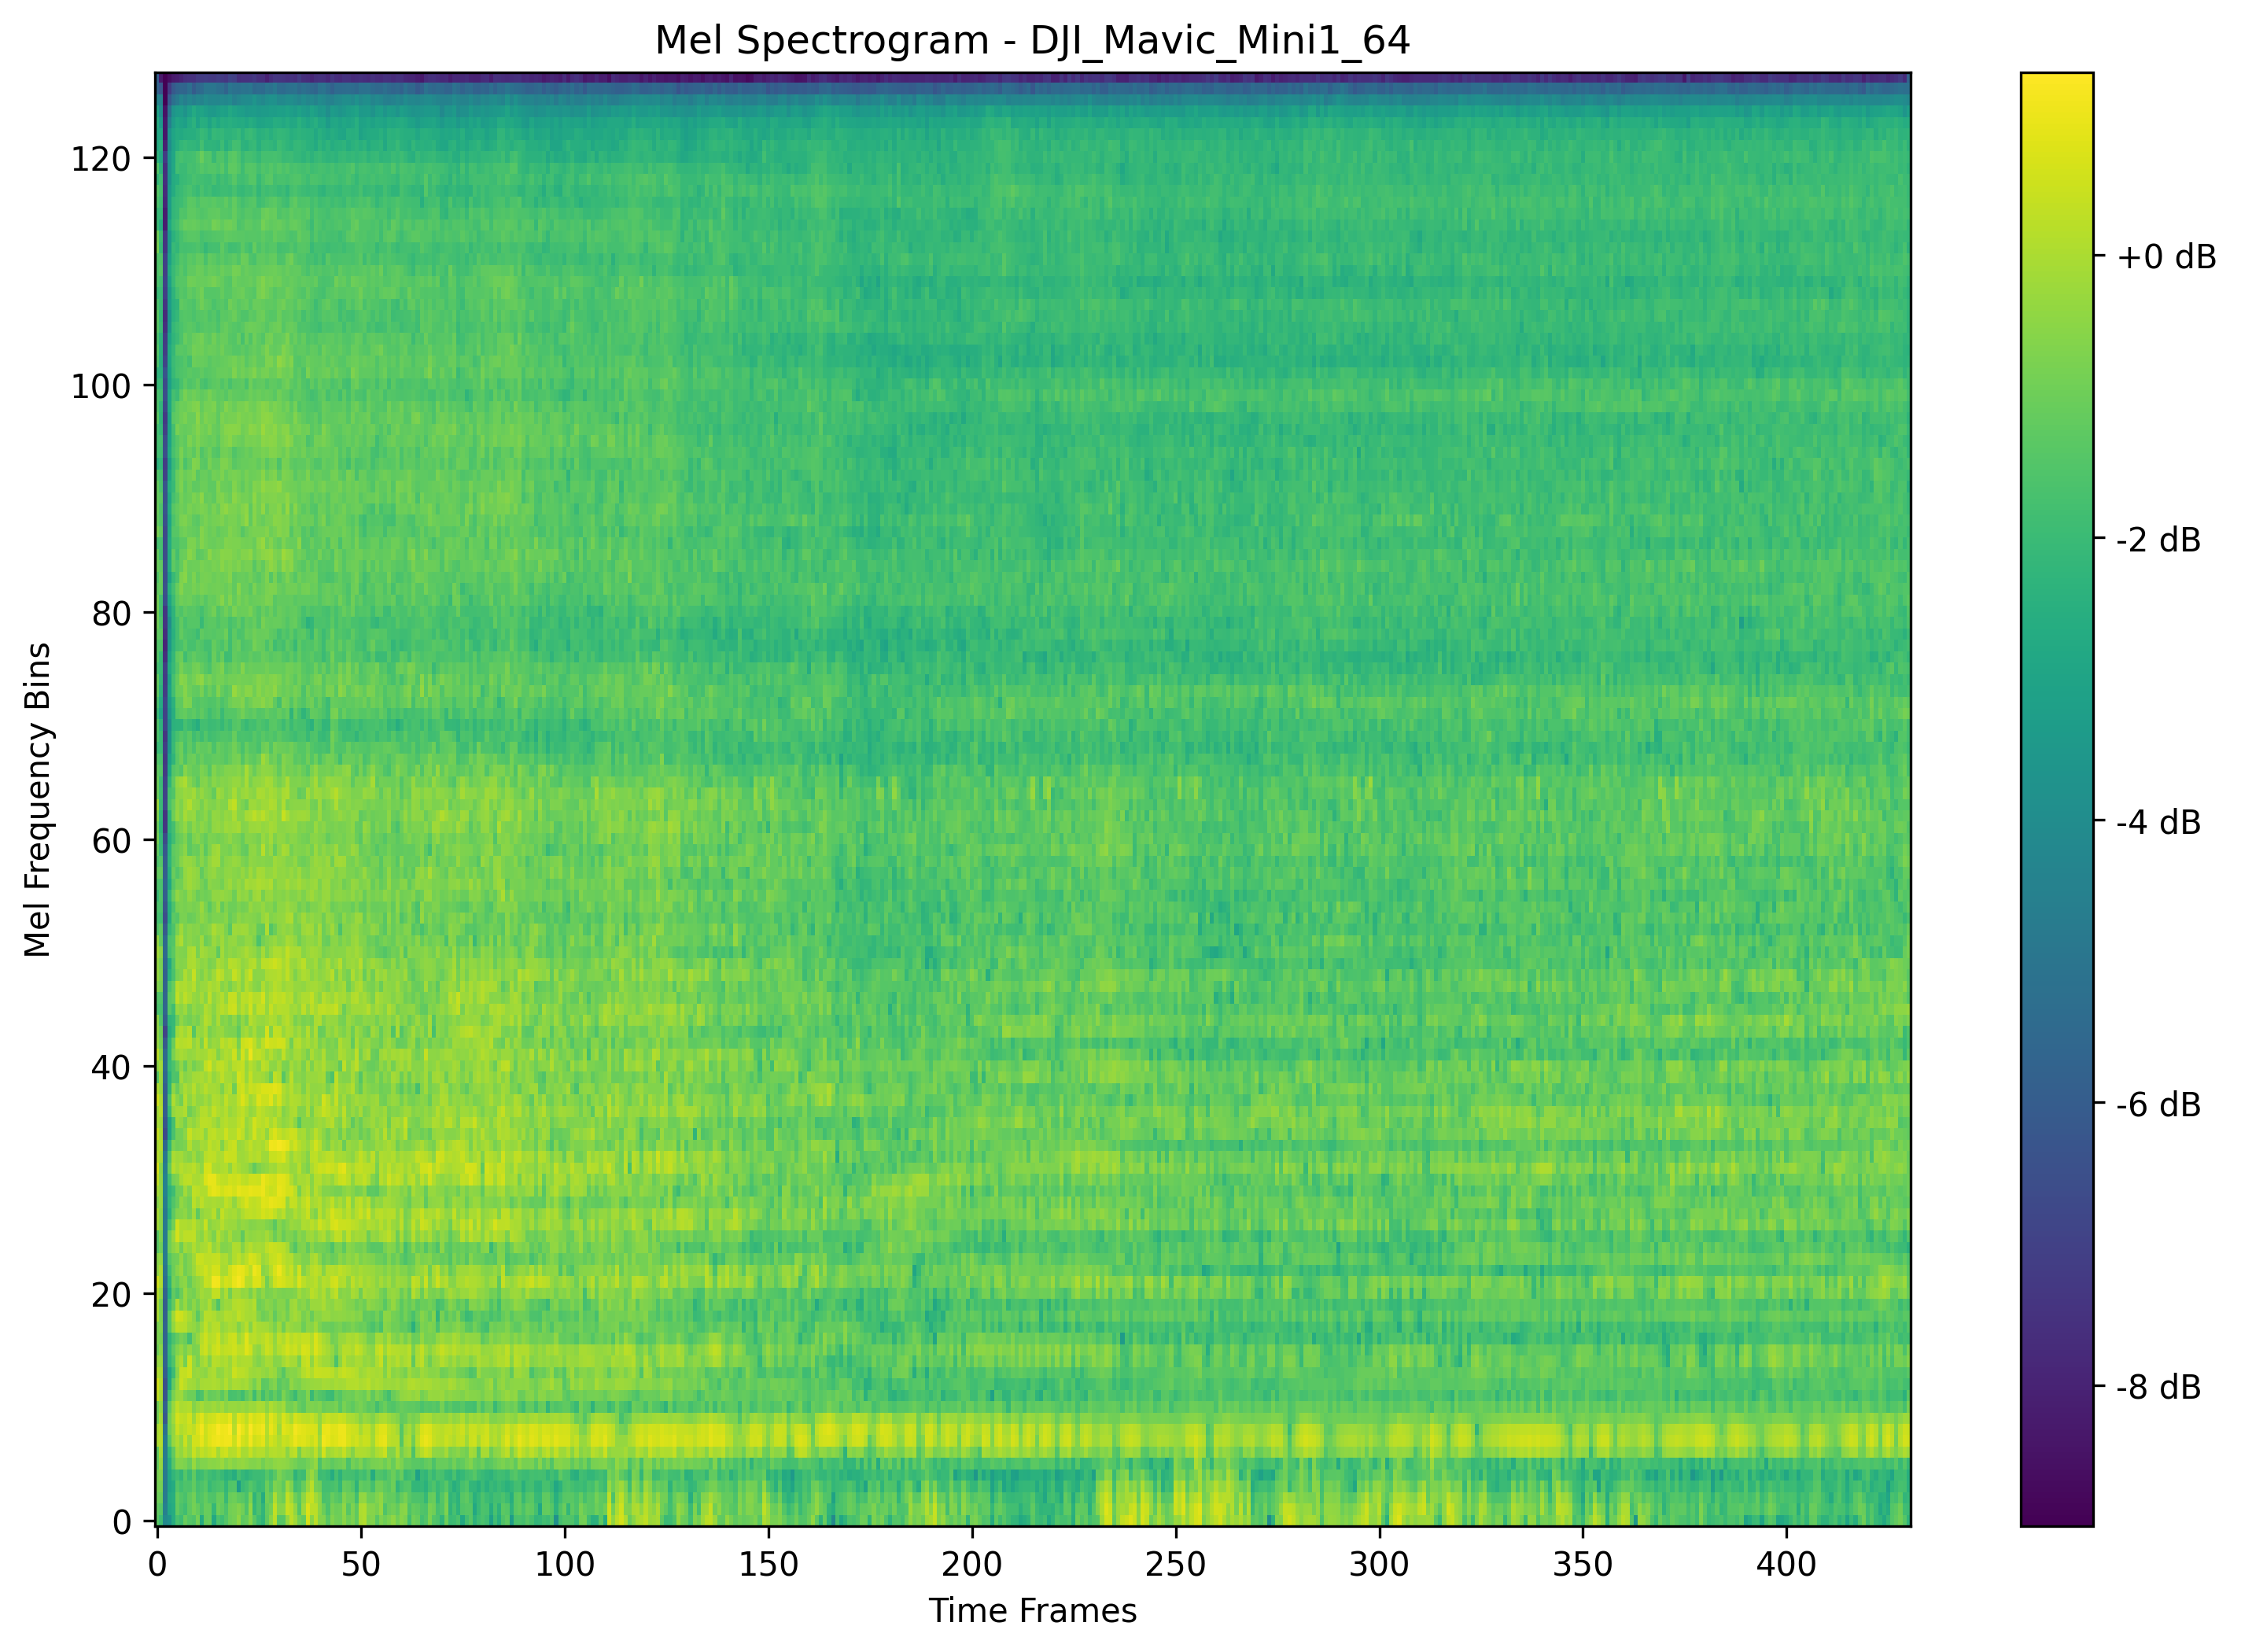 Mel Spectrogram - DJI_Mavic_Mini1_64
Mel Frequency Bins
120
100
80
60
40
20
0
0 50 100 150 200 250 300 350 400
Time Frames
+0 dB
-2 dB
-4 dB
-6 dB
-8 dB